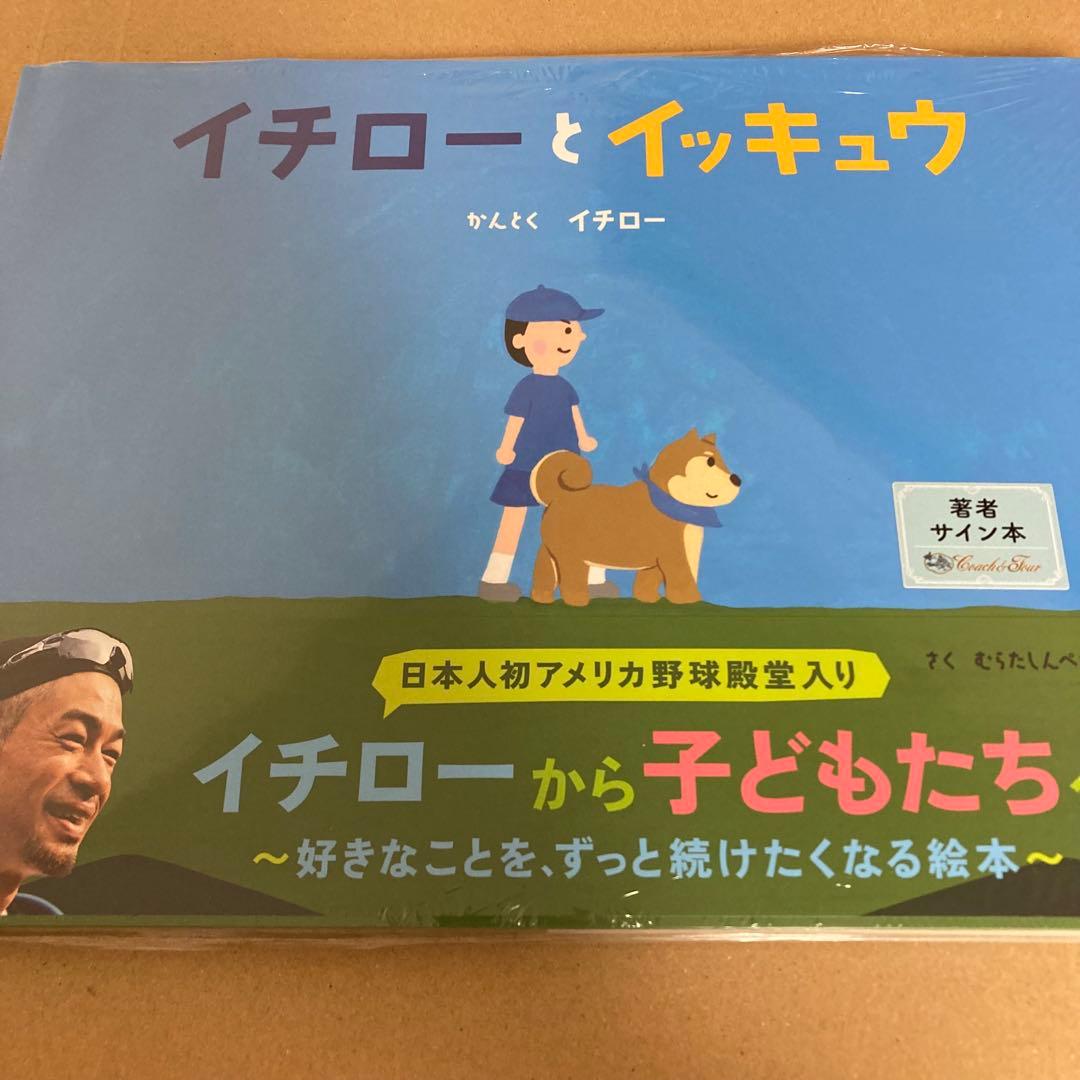 イチローとイッキュウ
かんとく イチロー
著者
サイン本
Coach & Four
さく むらたしんぺ
日本人初アメリカ野球殿堂入り
イチローから子どもたち
～好きなことを、ずっと続けたくなる絵本～